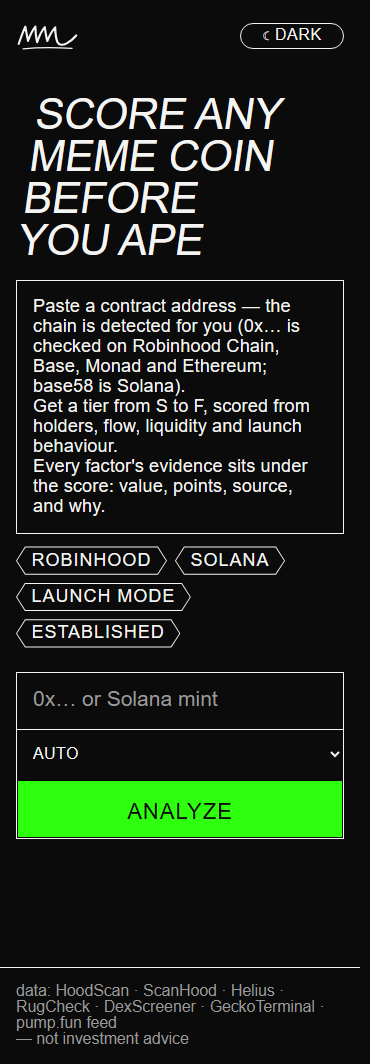 ☾ DARK
SCORE ANY
MEME COIN
BEFORE
YOU APE
Paste a contract address — the
chain is detected for you (0x… is
checked on Robinhood Chain,
Base, Monad and Ethereum;
base58 is Solana).
Get a tier from S to F, scored from
holders, flow, liquidity and launch
behaviour.
Every factor's evidence sits under
the score: value, points, source,
and why.
ROBINHOOD
SOLANA
LAUNCH MODE
ESTABLISHED
0x… or Solana mint
AUTO
ANALYZE
data: HoodScan · ScanHood · Helius ·
RugCheck · DexScreener · GeckoTerminal ·
pump.fun feed
— not investment advice